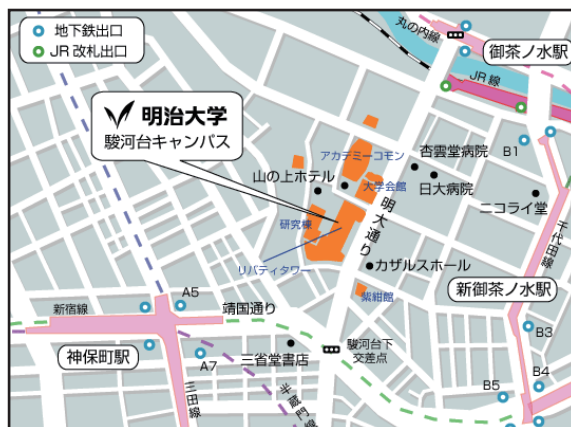 地下鉄出口
JR改札出口
丸の内線
御茶ノ水駅
JR線
明治大学
駿河台キャンパス
B1
アカデミーコモン
杏雲堂病院
山の上ホテル
大学会館
日大病院
ニコライ堂
研究棟
明大通り
千代田線
リバティタワー
カザルスホール
新御茶ノ水駅
紫紺館
新宿線
A5
靖国通り
B3
神保町駅
A7
三省堂書店
駿河台下
交差点
三田線
半蔵門線
B5
B4